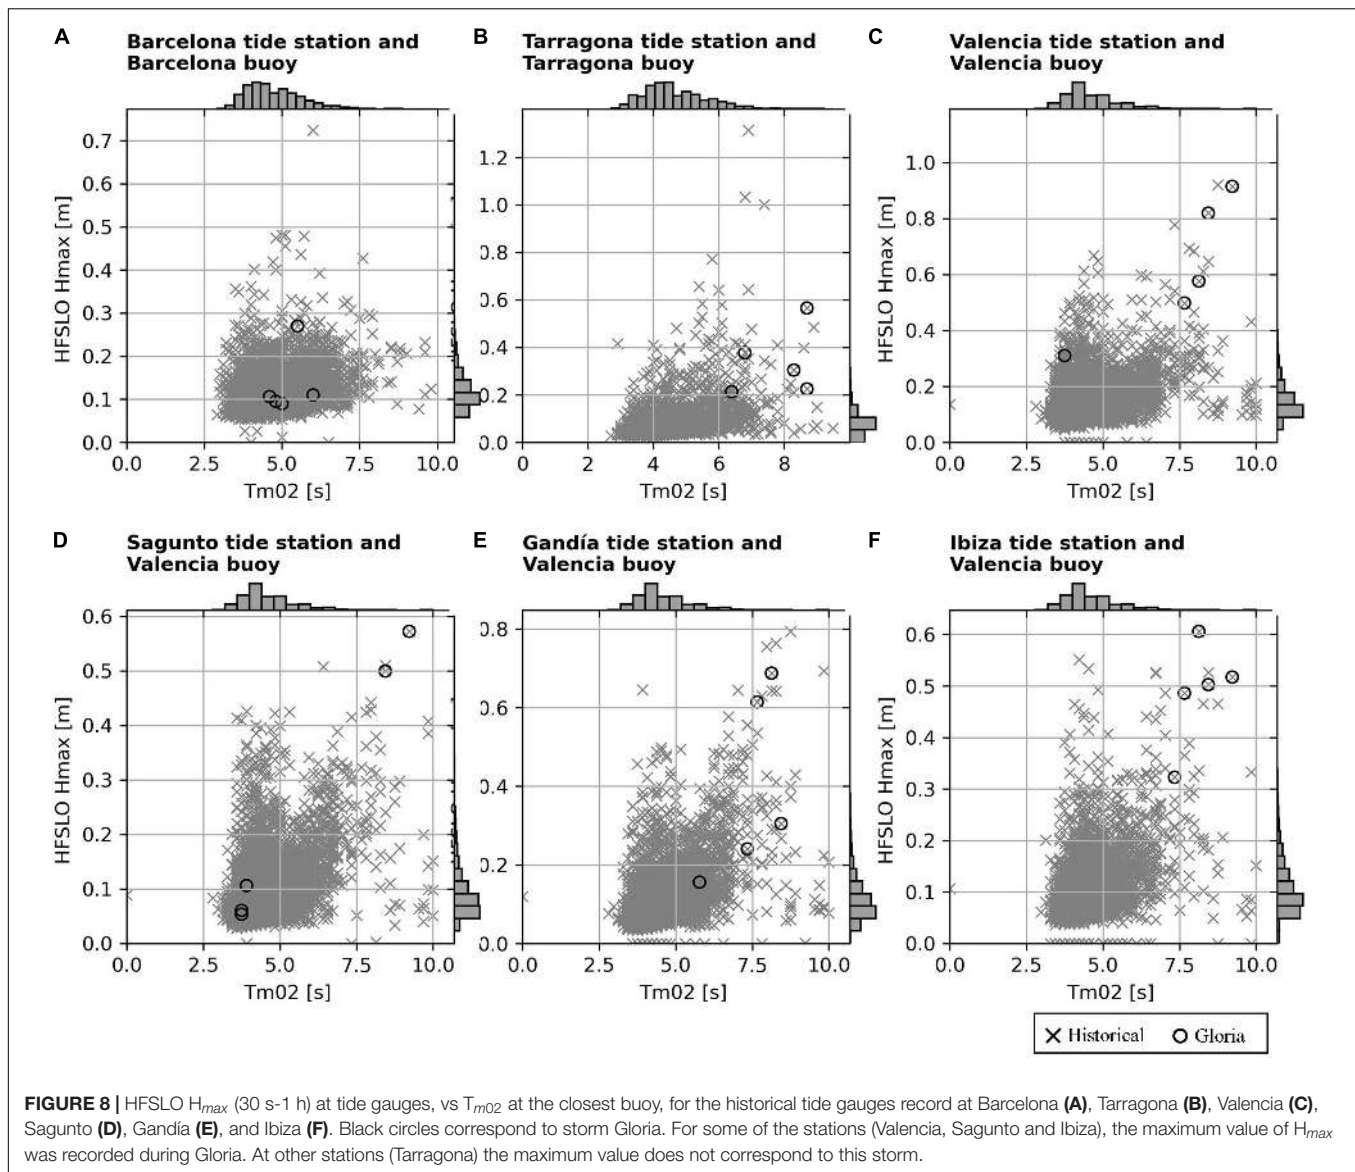 A
Barcelona tide station and
Barcelona buoy
0.7
0.6
0.5
0.4
0.3
0.2
0.1
0.0
HFSLO Hmax [m]
0.0 2.5 5.0 7.5 10.0
Tm02 [s]
B
Tarragona tide station and
Tarragona buoy
1.2
1.0
0.8
0.6
0.4
0.2
0.0
HFSLO Hmax [m]
0 2 4 6 8
Tm02 [s]
C
Valencia tide station and
Valencia buoy
1.0
0.8
0.6
0.4
0.2
0.0
HFSLO Hmax [m]
0.0 2.5 5.0 7.5 10.0
Tm02 [s]
D
Sagunto tide station and
Valencia buoy
0.6
0.5
0.4
0.3
0.2
0.1
0.0
HFSLO Hmax [m]
0.0 2.5 5.0 7.5 10.0
Tm02 [s]
E
Gandía tide station and
Valencia buoy
0.8
0.6
0.4
0.2
0.0
HFSLO Hmax [m]
0.0 2.5 5.0 7.5 10.0
Tm02 [s]
F
Ibiza tide station and
Valencia buoy
0.6
0.5
0.4
0.3
0.2
0.1
0.0
HFSLO Hmax [m]
0.0 2.5 5.0 7.5 10.0
Tm02 [s]
Historical Gloria
FIGURE 8 | HFSLO Hmax (30 s-1 h) at tide gauges, vs Tm02 at the closest buoy, for the historical tide gauges record at Barcelona (A), Tarragona (B), Valencia (C),
Sagunto (D), Gandía (E), and Ibiza (F). Black circles correspond to storm Gloria. For some of the stations (Valencia, Sagunto and Ibiza), the maximum value of Hmax
was recorded during Gloria. At other stations (Tarragona) the maximum value does not correspond to this storm.